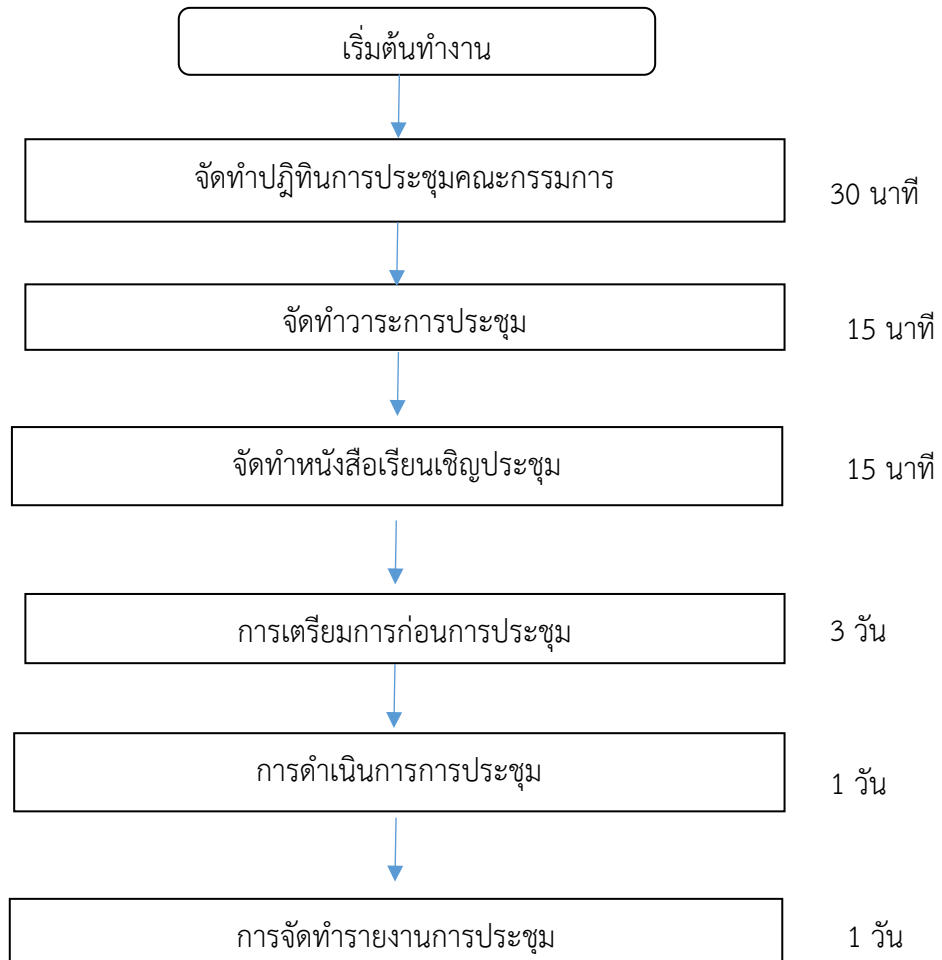 เริ่มต้นทำงาน
จัดทำปฎิทินการประชุมคณะกรรมการ
30 นาที
จัดทำวาระการประชุม
15 นาที
จัดทำหนังสือเรียนเชิญประชุม
15 นาที
การเตรียมการก่อนการประชุม
3 วัน
การดำเนินการการประชุม
1 วัน
การจัดทำรายงานการประชุม
1 วัน